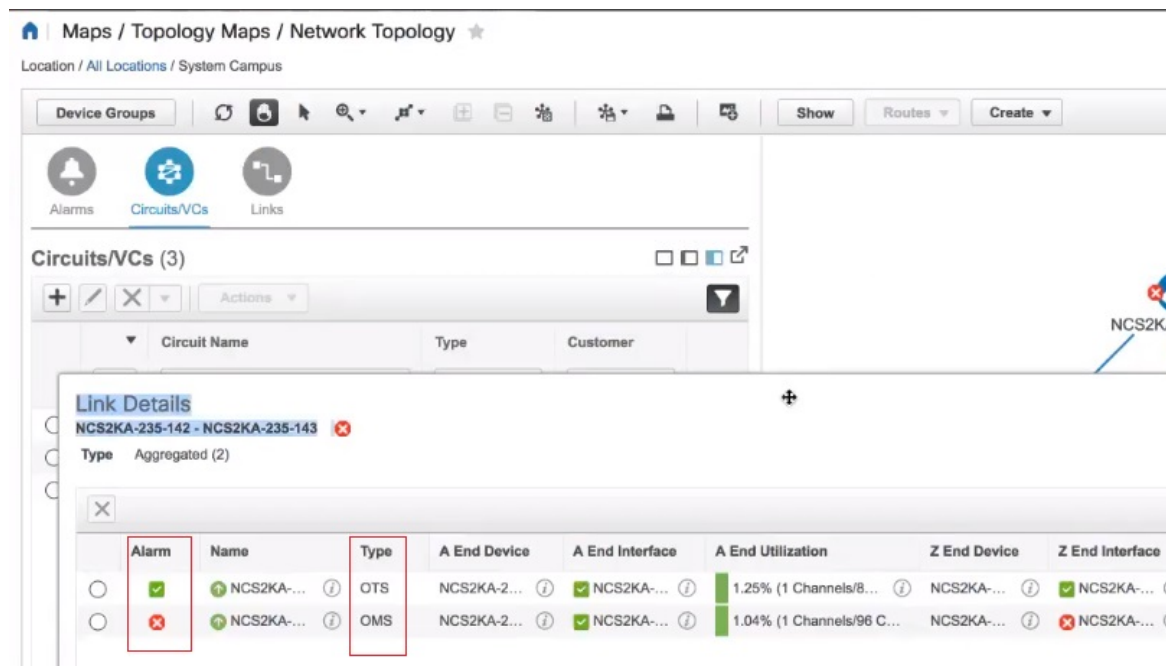 Maps / Topology Maps / Network Topology
Location / All Locations / System Campus
Device Groups Show Routes Create
Alarms Circuits/VCs Links
Circuits/VCs (3)
Actions
Circuit Name Type Customer
NCS2K
Link Details
NCS2KA-235-142 - NCS2KA-235-143
Type Aggregated (2)
Alarm Name Type A End Device A End Interface A End Utilization Z End Device Z End Interface
NCS2KA-... OTS NCS2KA-2... NCS2KA-... 1.25% (1 Channels/8... NCS2KA-... NCS2KA-...
NCS2KA-... OMS NCS2KA-2... NCS2KA-... 1.04% (1 Channels/96 C... NCS2KA-... NCS2KA-...